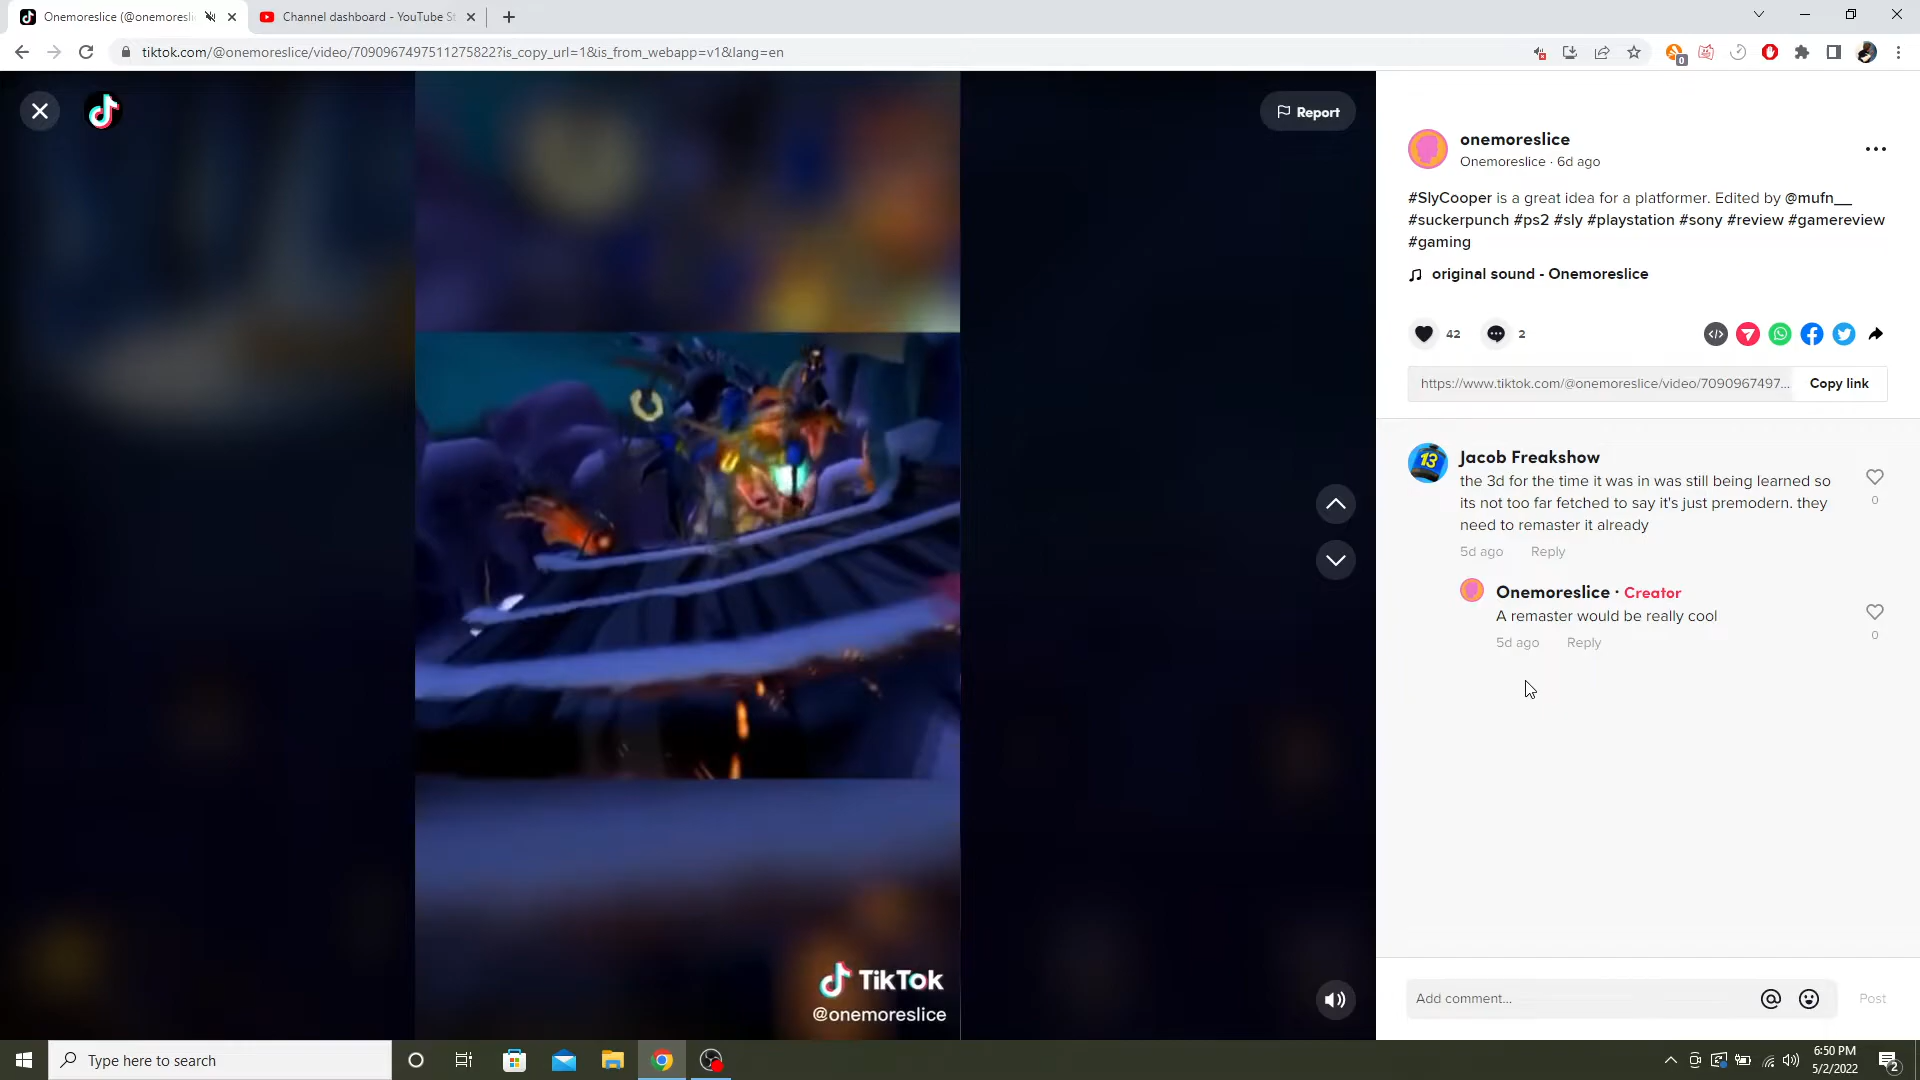 Onemoreslice (@onemoresli
Channel dashboard - YouTube St
tiktok.com/@onemoreslice/video/7090967497511275822?is_copy_url=1&is_from_webapp=v1&lang=en
0
Report
onemoreslice
Onemoreslice · 6d ago
#SlyCooper is a great idea for a platformer. Edited by @mufn__
#suckerpunch #ps2 #sly #playstation #sony #review #gamereview
#gaming
original sound - Onemoreslice
42
2
https://www.tiktok.com/@onemoreslice/video/7090967497...
Copy link
13
Jacob Freakshow
the 3d for the time it was in was still being learned so
its not too far fetched to say it's just premodern. they
need to remaster it already
0
5d ago Reply
Onemoreslice · Creator
A remaster would be really cool
0
5d ago Reply
TikTok
@onemoreslice
Add comment...
Post
Type here to search
6:50 PM
5/2/2022
2